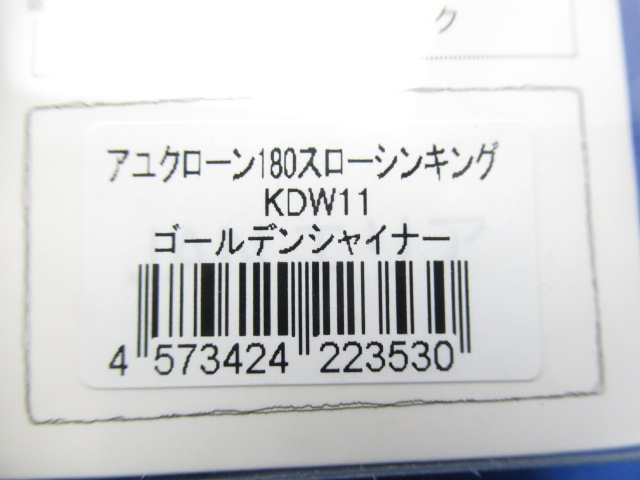 ク
アユクローン180スローシンキング
KDW11
ゴールデンシャイナー
4 573424 223530